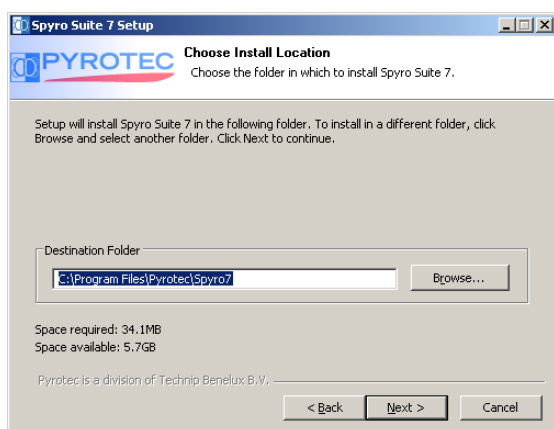 Spyro Suite 7 Setup
PYROTEC
Choose Install Location
Choose the folder in which to install Spyro Suite 7.
Setup will install Spyro Suite 7 in the following folder. To install in a different folder, click
Browse and select another folder. Click Next to continue.
Destination Folder
C:\Program Files\Pyrotec\Spyro7
Browse...
Space required: 34.1MB
Space available: 5.7GB
Pyrotec is a division of Technip Benelux B.V.
< Back Next > Cancel